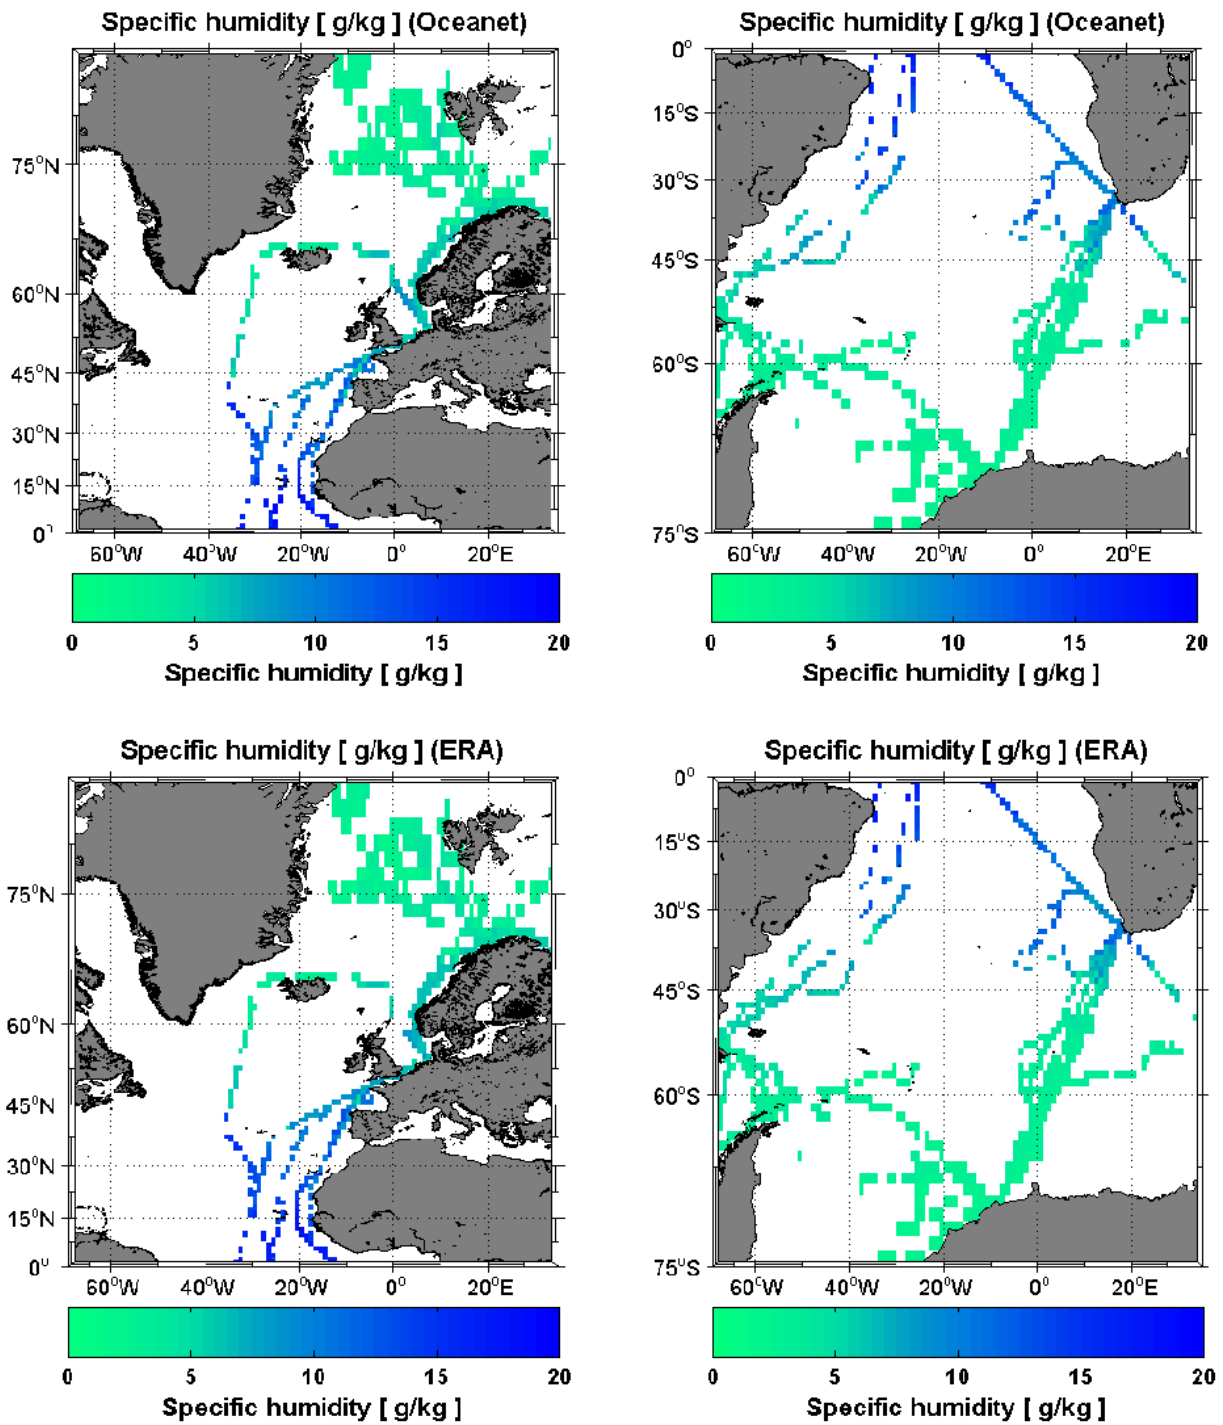 Specific humidity [ g/kg ] (Oceanet)
75°N
60°N
45°N
30°N
15°N
0°
60°W 40°W 20°W 0° 20°E
0 5 10 15 20
Specific humidity [ g/kg ]
Specific humidity [ g/kg ] (Oceanet)
0°
15°S
30°S
45°S
60°S
75°S
60°W 40°W 20°W 0° 20°E
0 5 10 15 20
Specific humidity [ g/kg ]
Specific humidity [ g/kg ] (ERA)
75°N
60°N
45°N
30°N
15°N
0°
60°W 40°W 20°W 0° 20°E
0 5 10 15 20
Specific humidity [ g/kg ]
Specific humidity [ g/kg ] (ERA)
0°
15°S
30°S
45°S
60°S
75°S
60°W 40°W 20°W 0° 20°E
0 5 10 15 20
Specific humidity [ g/kg ]